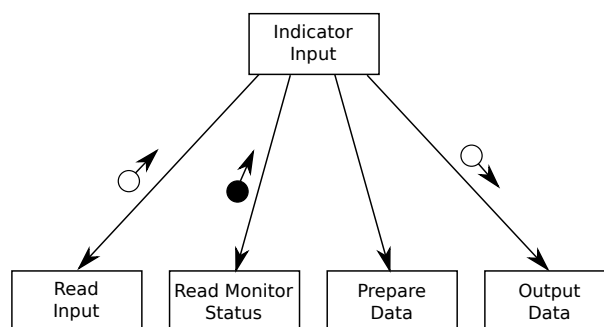 Indicator
Input
Read
Input
Read Monitor
Status
Prepare
Data
Output
Data